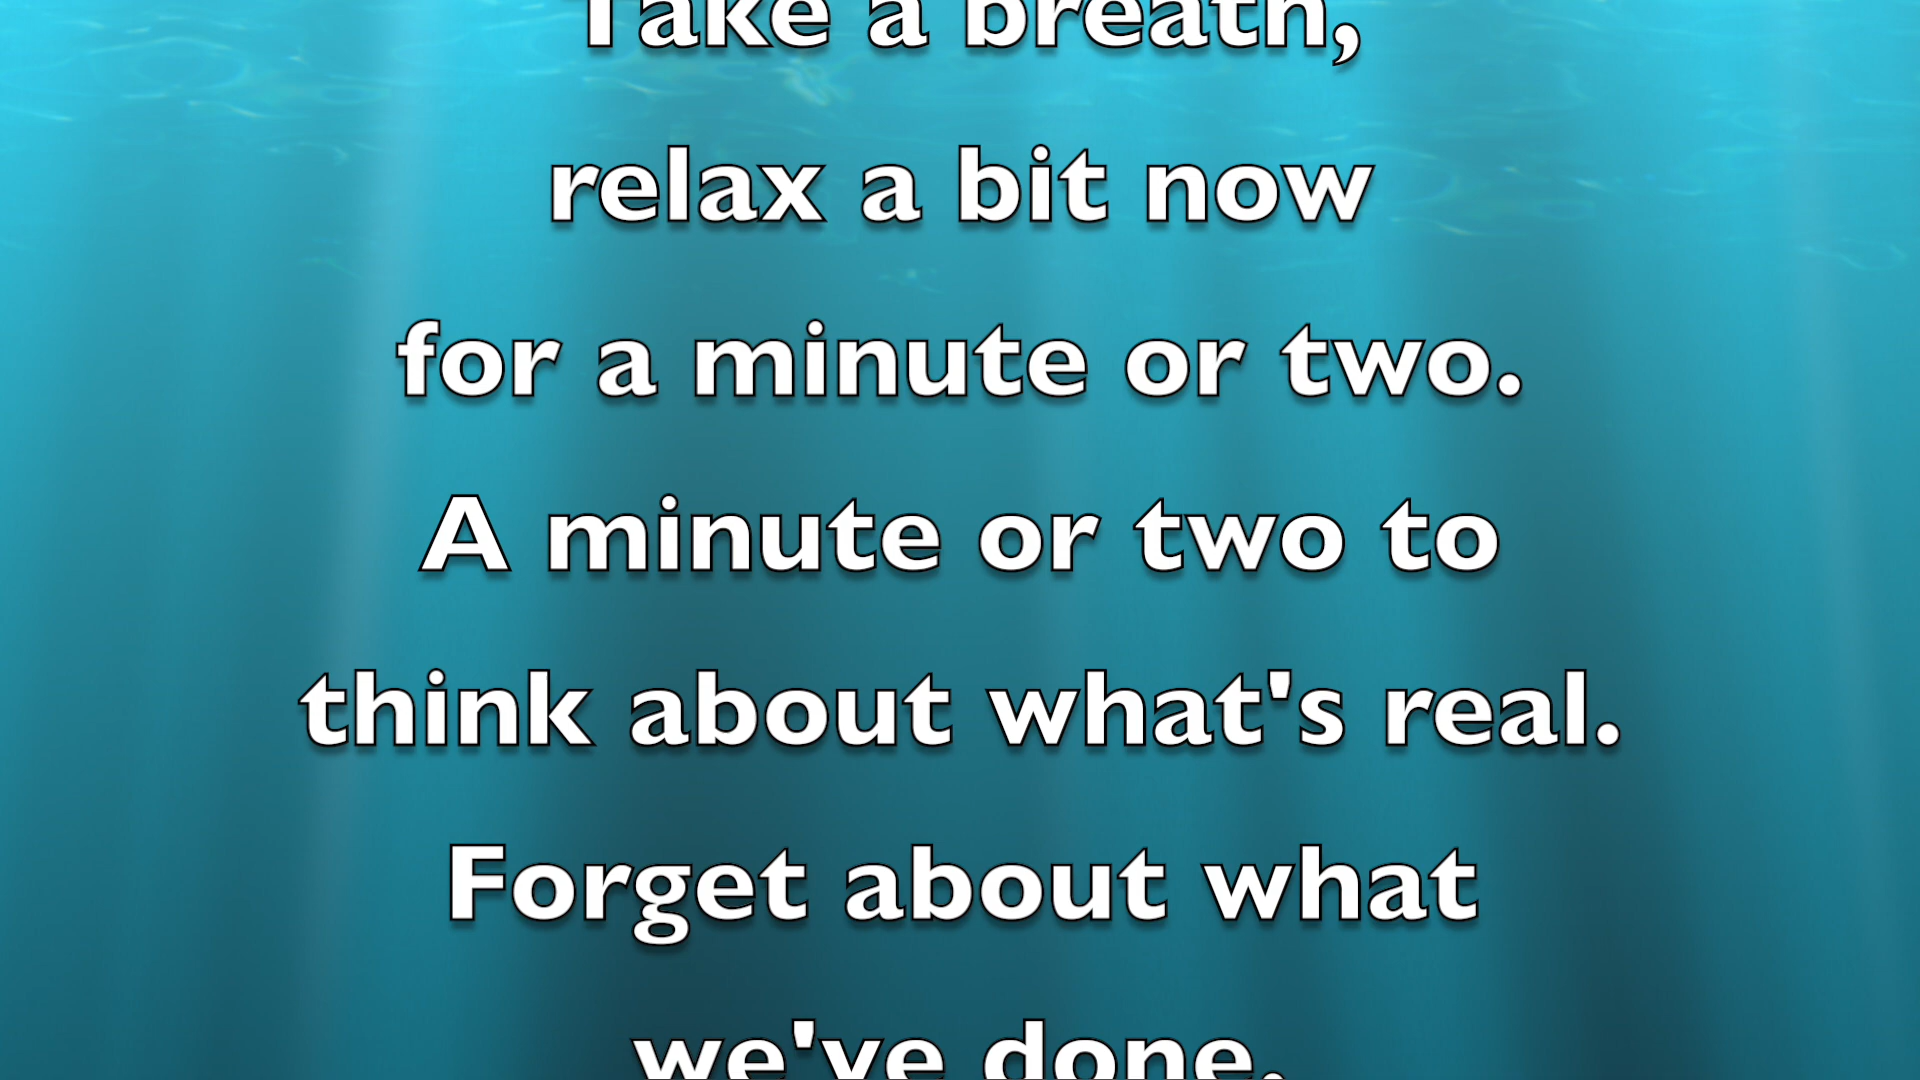 Take a breath,
relax a bit now
for a minute or two.
A minute or two to
think about what's real.
Forget about what
we've done.